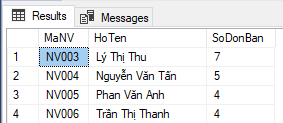 Results Messages
MaNV HoTen SoDonBan
1 NV003 Lý Thị Thu 7
2 NV004 Nguyễn Văn Tấn 5
3 NV005 Phan Văn Anh 4
4 NV006 Trần Thị Thanh 4